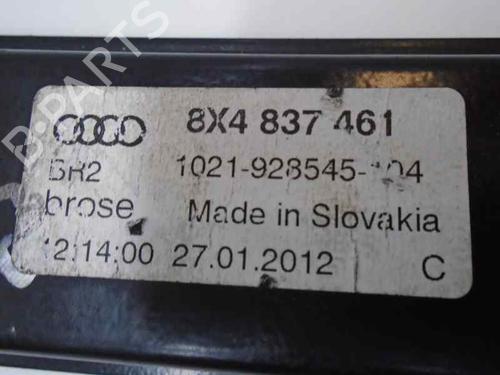 B-PARTS
8X4 837 461
BR2 1021-928545-104
brose Made in Slovakia
12:14:00 27.01.2012 C